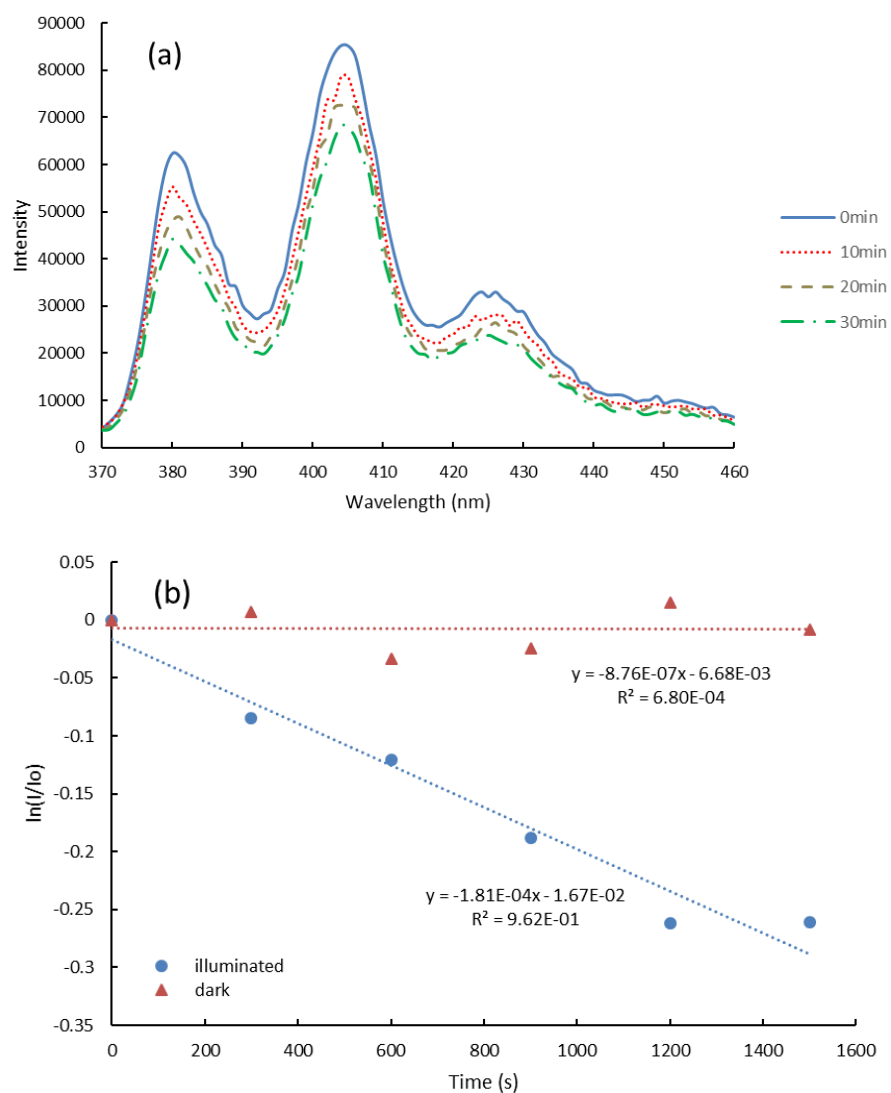 (a)
90000
80000
70000
60000
50000
40000
30000
20000
10000
0
Intensity
370 380 390 400 410 420 430 440 450 460
Wavelength (nm)
0min
10min
20min
30min
(b)
0.05
0
-0.05
-0.1
-0.15
-0.2
-0.25
-0.3
-0.35
ln(I/Io)
y = -8.76E-07x - 6.68E-03
R² = 6.80E-04
y = -1.81E-04x - 1.67E-02
R² = 9.62E-01
illuminated
dark
0 200 400 600 800 1000 1200 1400 1600
Time (s)